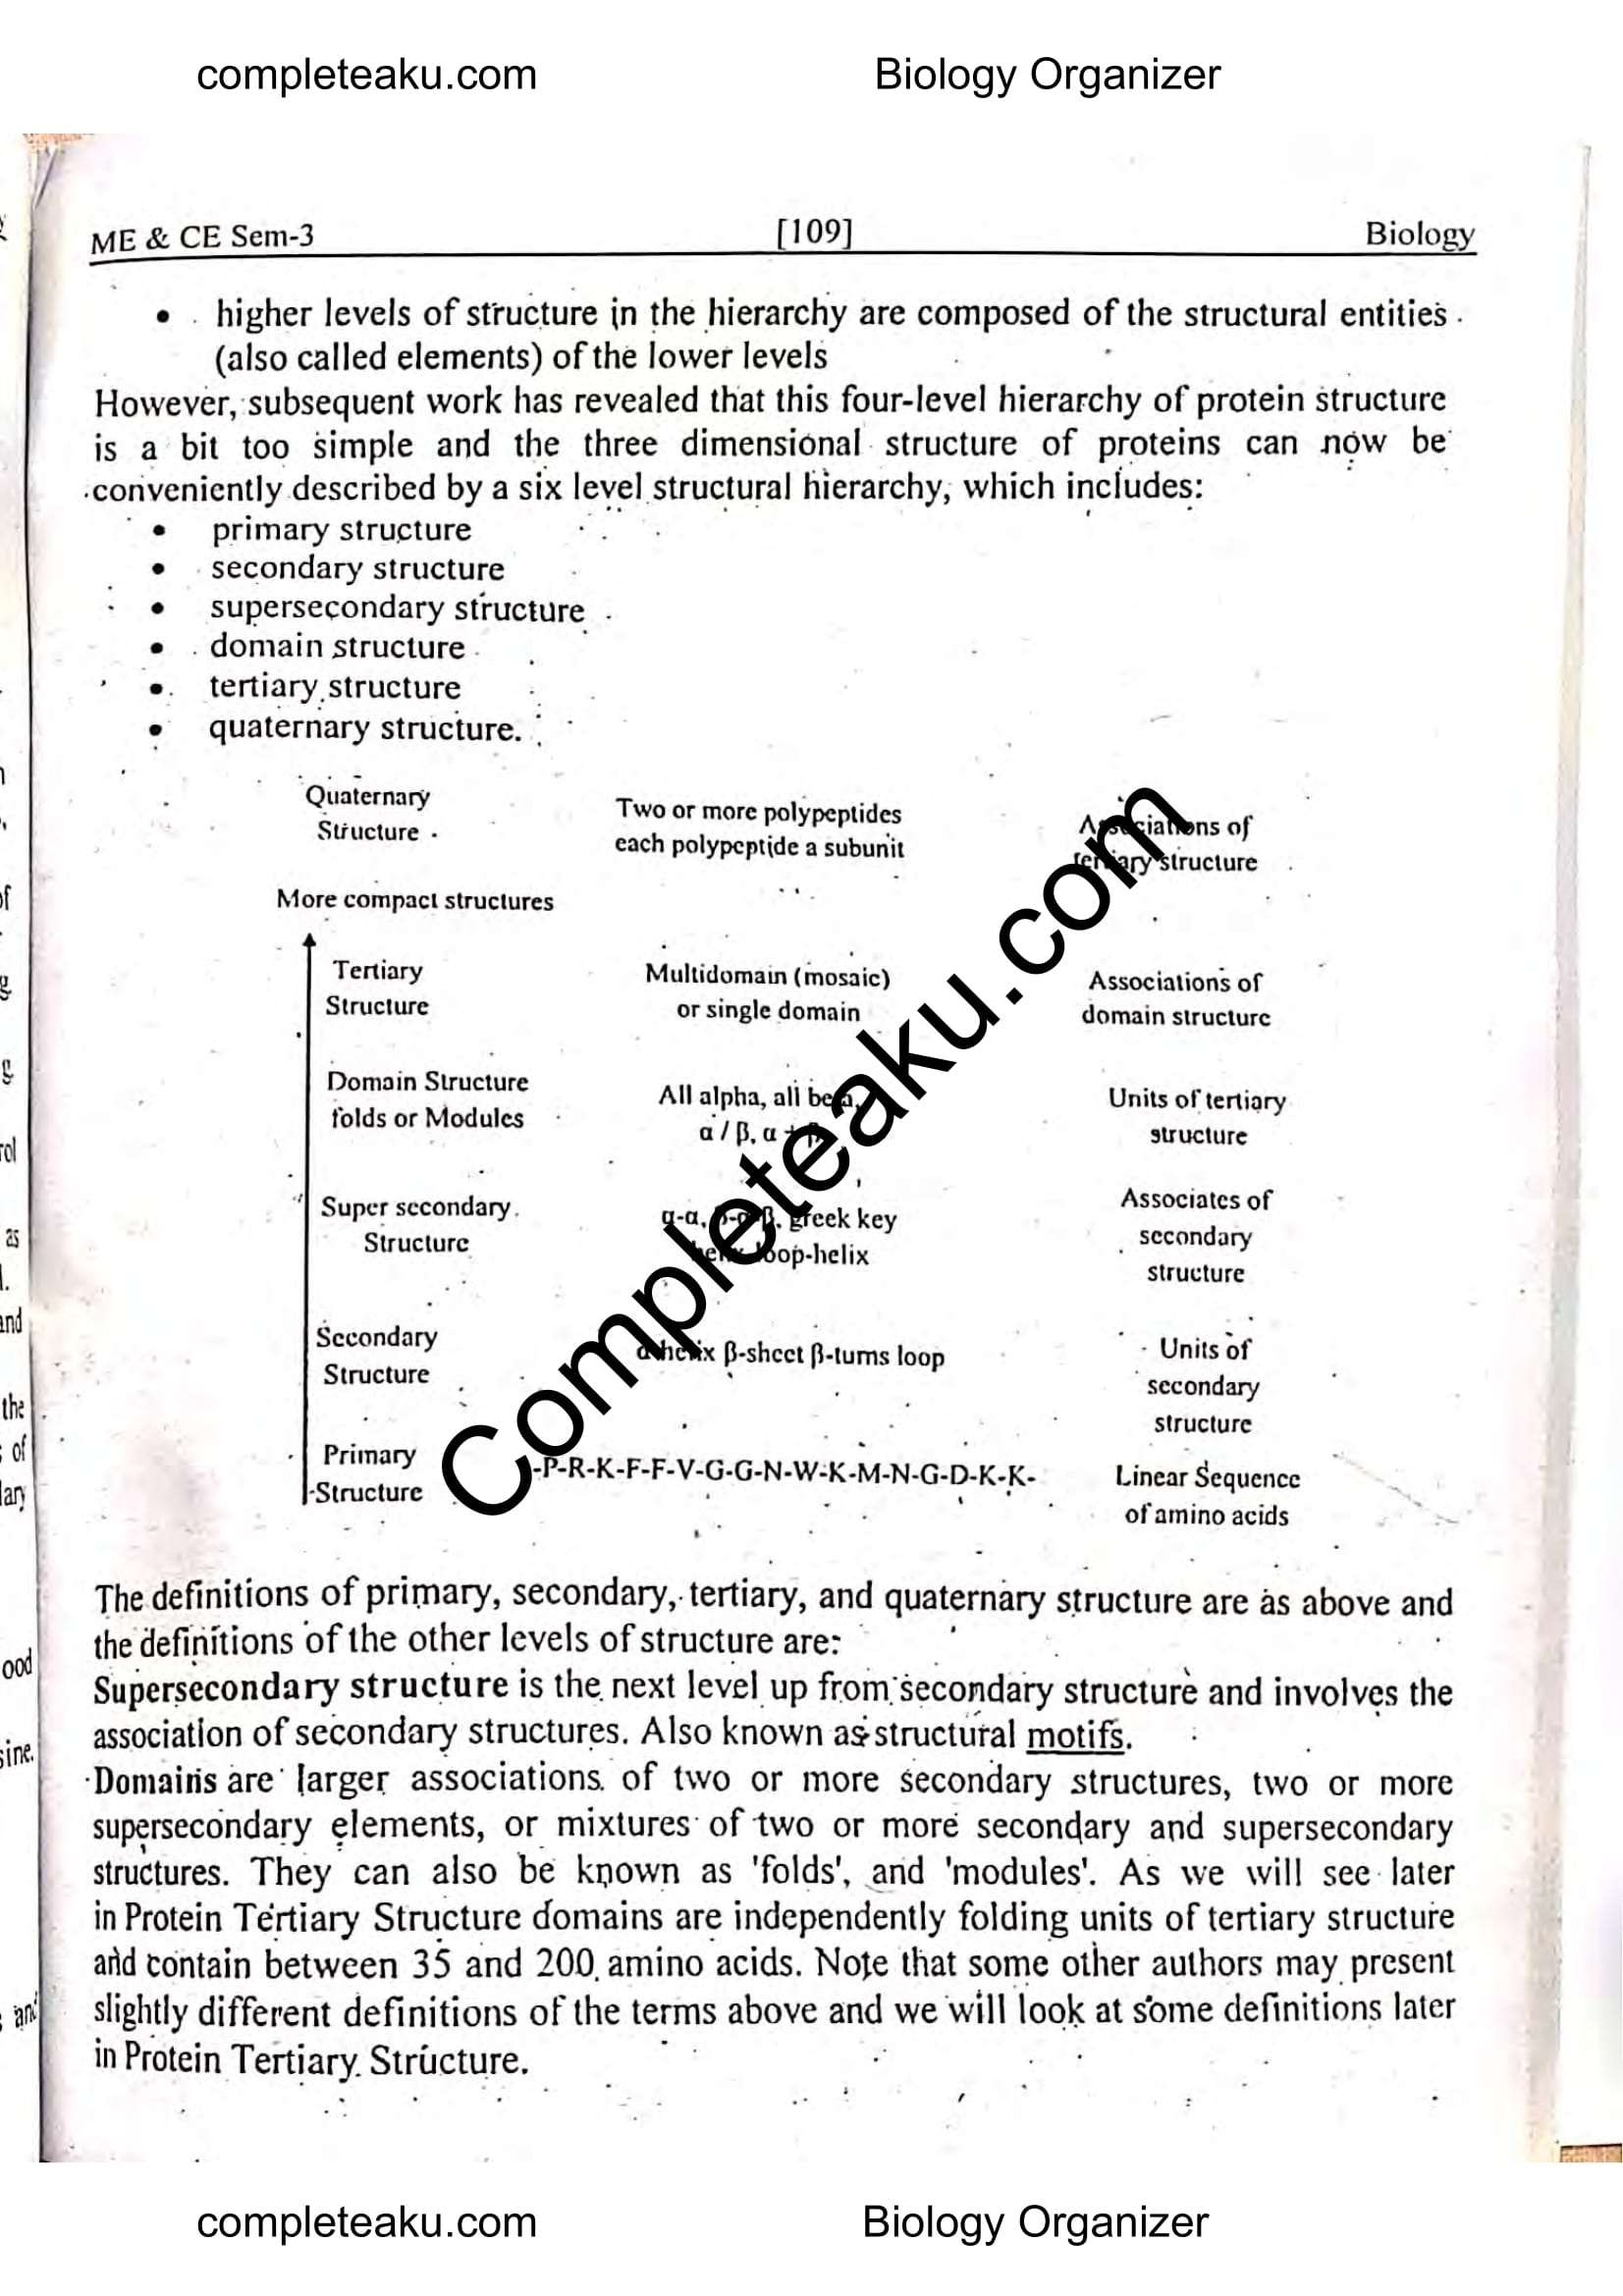 completeaku.com Biology Organizer
ME & CE Sem-3 [109] Biology
• higher levels of structure in the hierarchy are composed of the structural entities
(also called elements) of the lower levels
However, subsequent work has revealed that this four-level hierarchy of protein structure
is a bit too simple and the three dimensional structure of proteins can now be
conveniently described by a six level structural hierarchy, which includes:
• primary structure
• secondary structure
• supersecondary structure
• domain structure
• tertiary structure
• quaternary structure.
Quaternary
Structure
Two or more polypeptides
each polypeptide a subunit
Associations of
tertiary structure
More compact structures
Tertiary
Structure
Multidomain (mosaic)
or single domain
Associations of
domain structure
Domain Structure
folds or Modules
All alpha, all beta,
α / β, α + β
Units of tertiary
structure
Super secondary
Structure
α-α, β-α-β, greek key
helix-loop-helix
Associates of
secondary
structure
Secondary
Structure
α-helix β-sheet β-tums loop
Units of
secondary
structure
Primary
Structure
-P-R-K-F-F-V-G-G-N-W-K-M-N-G-D-K-K-
Linear Sequence
of amino acids
Completeaku.com
The definitions of primary, secondary, tertiary, and quaternary structure are as above and
the definitions of the other levels of structure are:
Supersecondary structure is the next level up from secondary structure and involves the
association of secondary structures. Also known as structural motifs.
Domains are larger associations of two or more secondary structures, two or more
supersecondary elements, or mixtures of two or more secondary and supersecondary
structures. They can also be known as 'folds', and 'modules'. As we will see later
in Protein Tertiary Structure domains are independently folding units of tertiary structure
and contain between 35 and 200 amino acids. Note that some other authors may present
slightly different definitions of the terms above and we will look at some definitions later
in Protein Tertiary Structure.
completeaku.com Biology Organizer